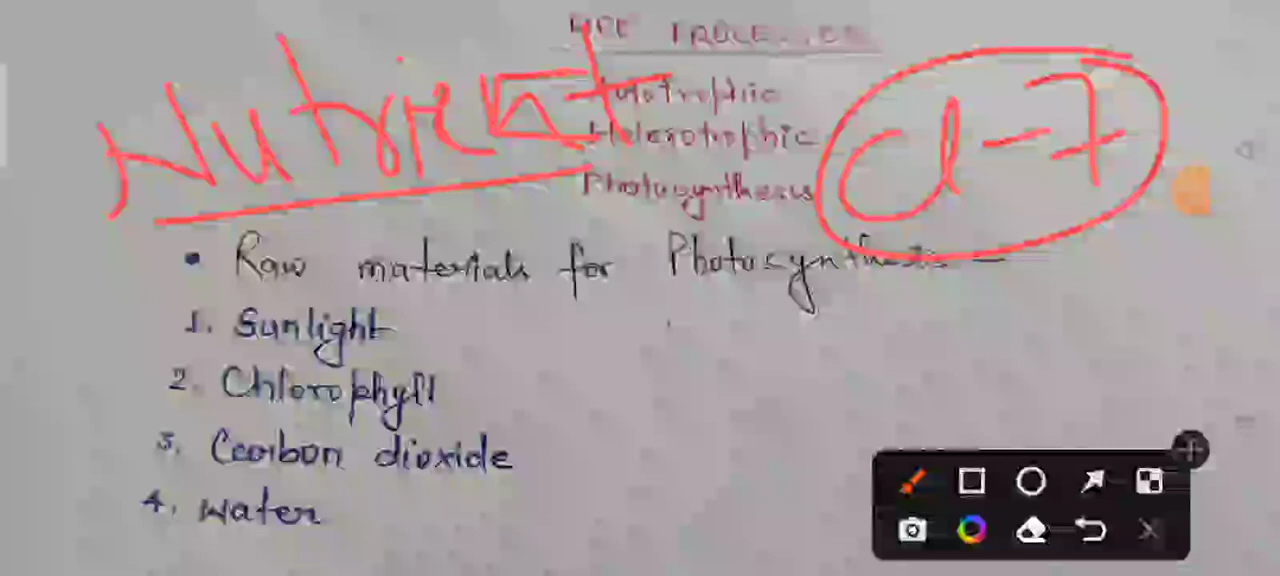 LIFE PROCESSES
Nutrient
Autotrophic
Heterotrophic
Photosynthesis
cl-7
• Raw materials for Photosynthesis -
1. Sunlight
2. Chlorophyll
3. Carbon dioxide
4. water